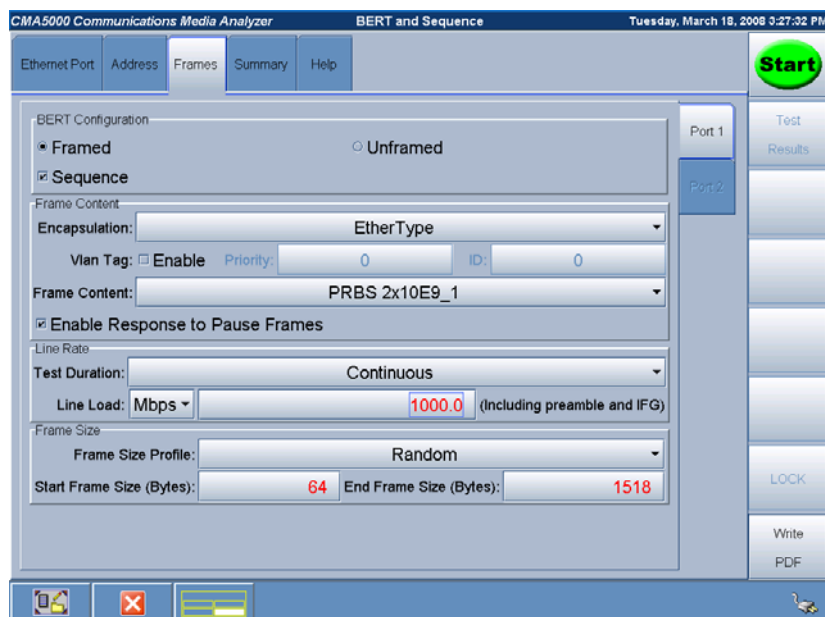 CMA5000 Communications Media Analyzer BERT and Sequence Tuesday, March 18, 2008 3:27:32 PM
Ethernet Port Address Frames Summary Help
Start
Test
Results
BERT Configuration
Framed Unframed
Sequence
Port 1
Port 2
Frame Content
Encapsulation: EtherType
Vlan Tag: Enable Priority: 0 ID: 0
Frame Content: PRBS 2x10E9_1
Enable Response to Pause Frames
Line Rate
Test Duration: Continuous
Line Load: Mbps 1000.0 (Including preamble and IFG)
Frame Size
Frame Size Profile: Random
Start Frame Size (Bytes): 64 End Frame Size (Bytes): 1518
LOCK
Write
PDF